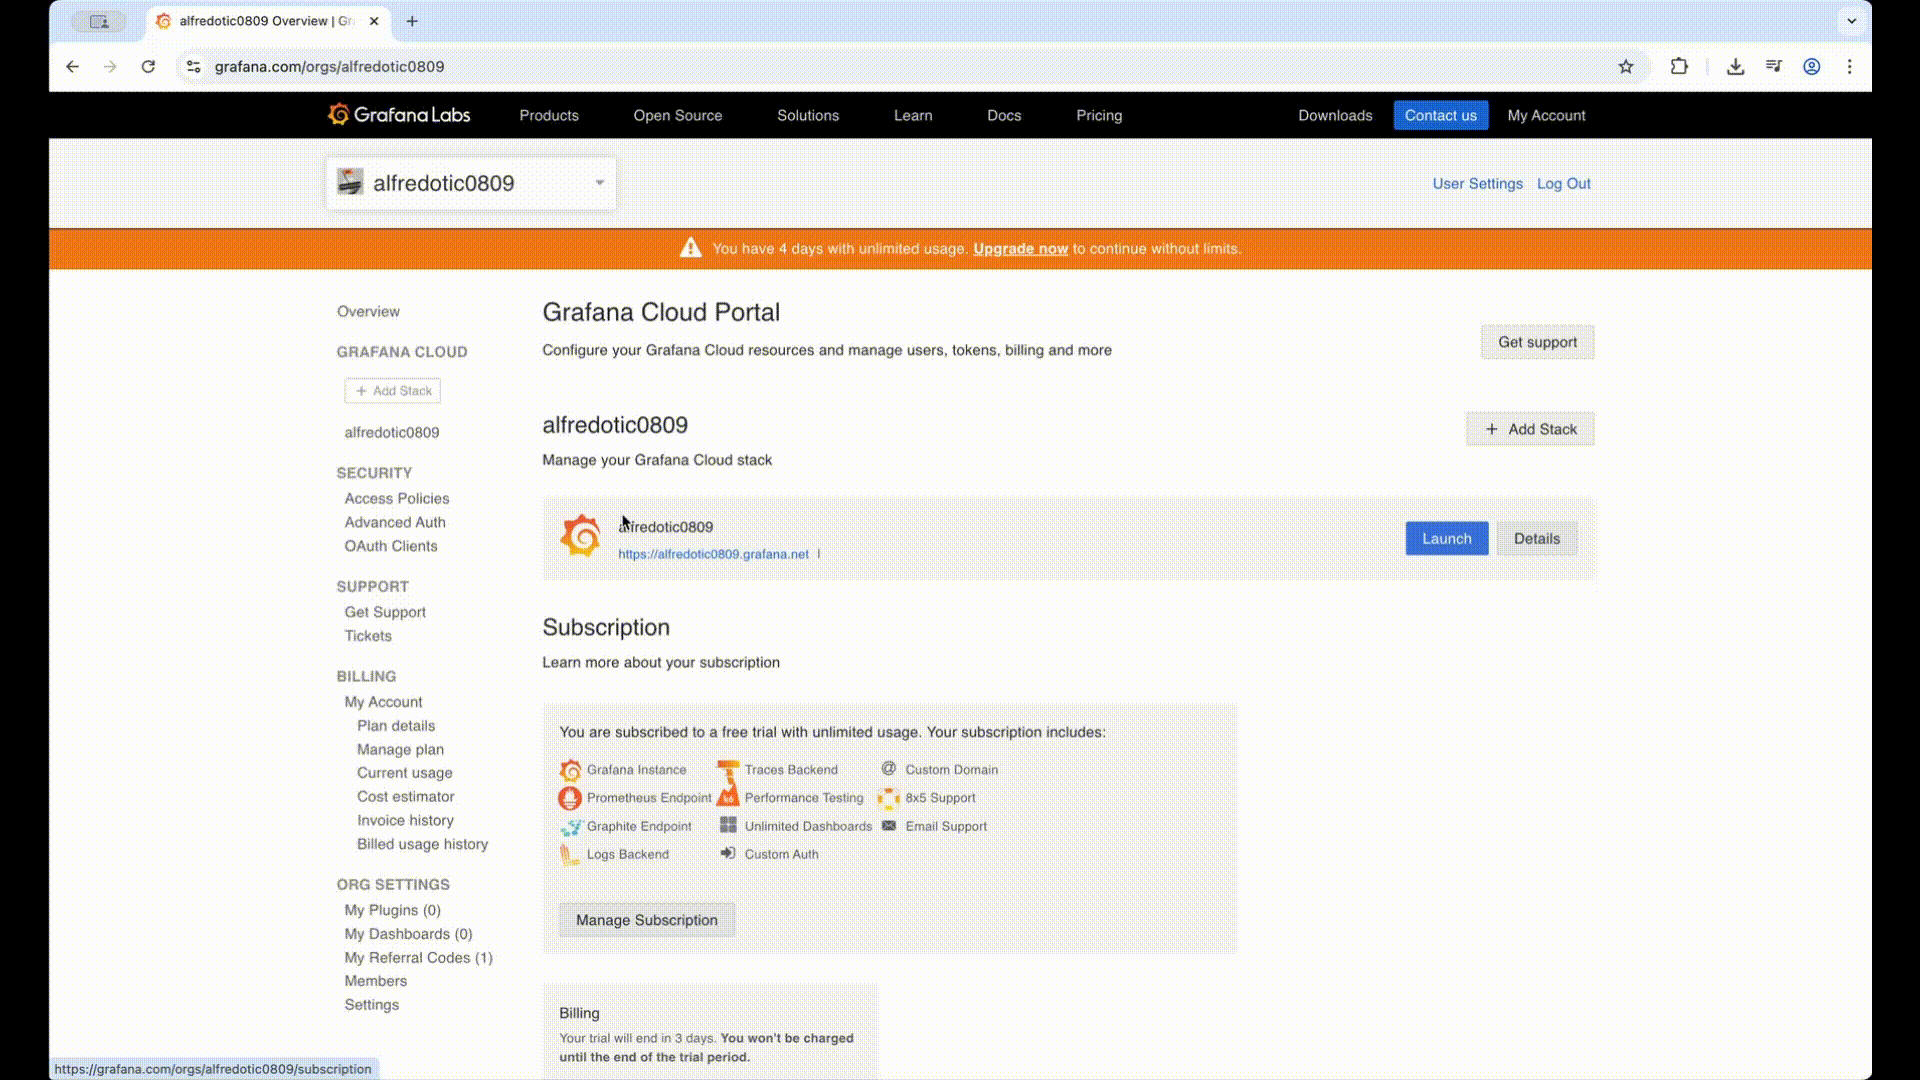 alfredotic0809 Overview | Gr
grafana.com/orgs/alfredotic0809
Grafana Labs
Products
Open Source
Solutions
Learn
Docs
Pricing
Downloads
Contact us
My Account
alfredotic0809
User Settings
Log Out
You have 4 days with unlimited usage. Upgrade now to continue without limits.
Overview
GRAFANA CLOUD
+ Add Stack
alfredotic0809
SECURITY
Access Policies
Advanced Auth
OAuth Clients
SUPPORT
Get Support
Tickets
BILLING
My Account
Plan details
Manage plan
Current usage
Cost estimator
Invoice history
Billed usage history
ORG SETTINGS
My Plugins (0)
My Dashboards (0)
My Referral Codes (1)
Members
Settings
Grafana Cloud Portal
Configure your Grafana Cloud resources and manage users, tokens, billing and more
Get support
alfredotic0809
Manage your Grafana Cloud stack
+ Add Stack
alfredotic0809
https://alfredotic0809.grafana.net |
Launch
Details
Subscription
Learn more about your subscription
You are subscribed to a free trial with unlimited usage. Your subscription includes:
Grafana Instance
Traces Backend
Custom Domain
Prometheus Endpoint
Performance Testing
8x5 Support
Graphite Endpoint
Unlimited Dashboards
Email Support
Logs Backend
Custom Auth
Manage Subscription
Billing
Your trial will end in 3 days. You won't be charged
until the end of the trial period.
https://grafana.com/orgs/alfredotic0809/subscription